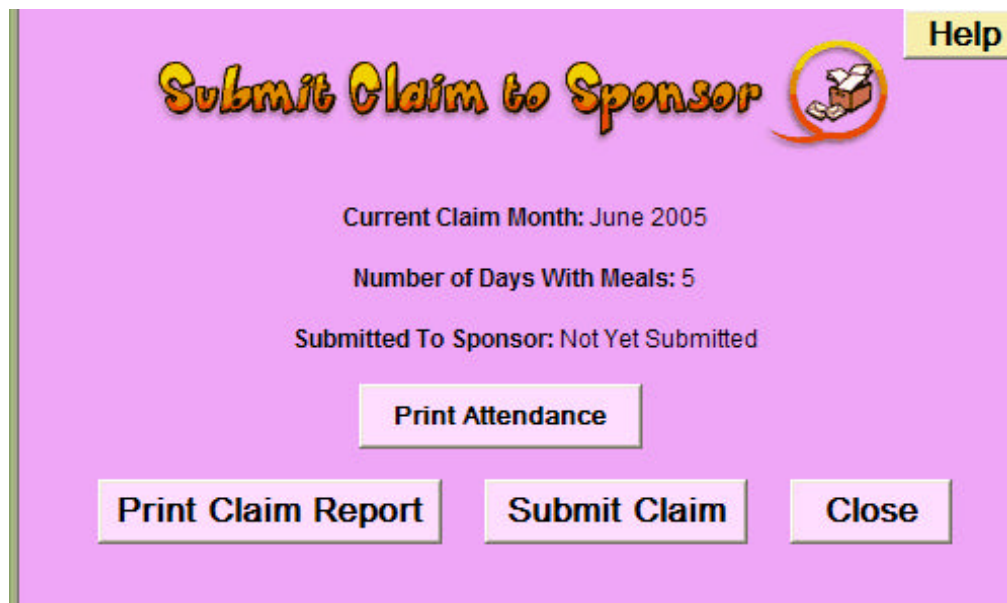 Help
Submit Claim to Sponsor
Current Claim Month: June 2005
Number of Days With Meals: 5
Submitted To Sponsor: Not Yet Submitted
Print Attendance
Print Claim Report Submit Claim Close